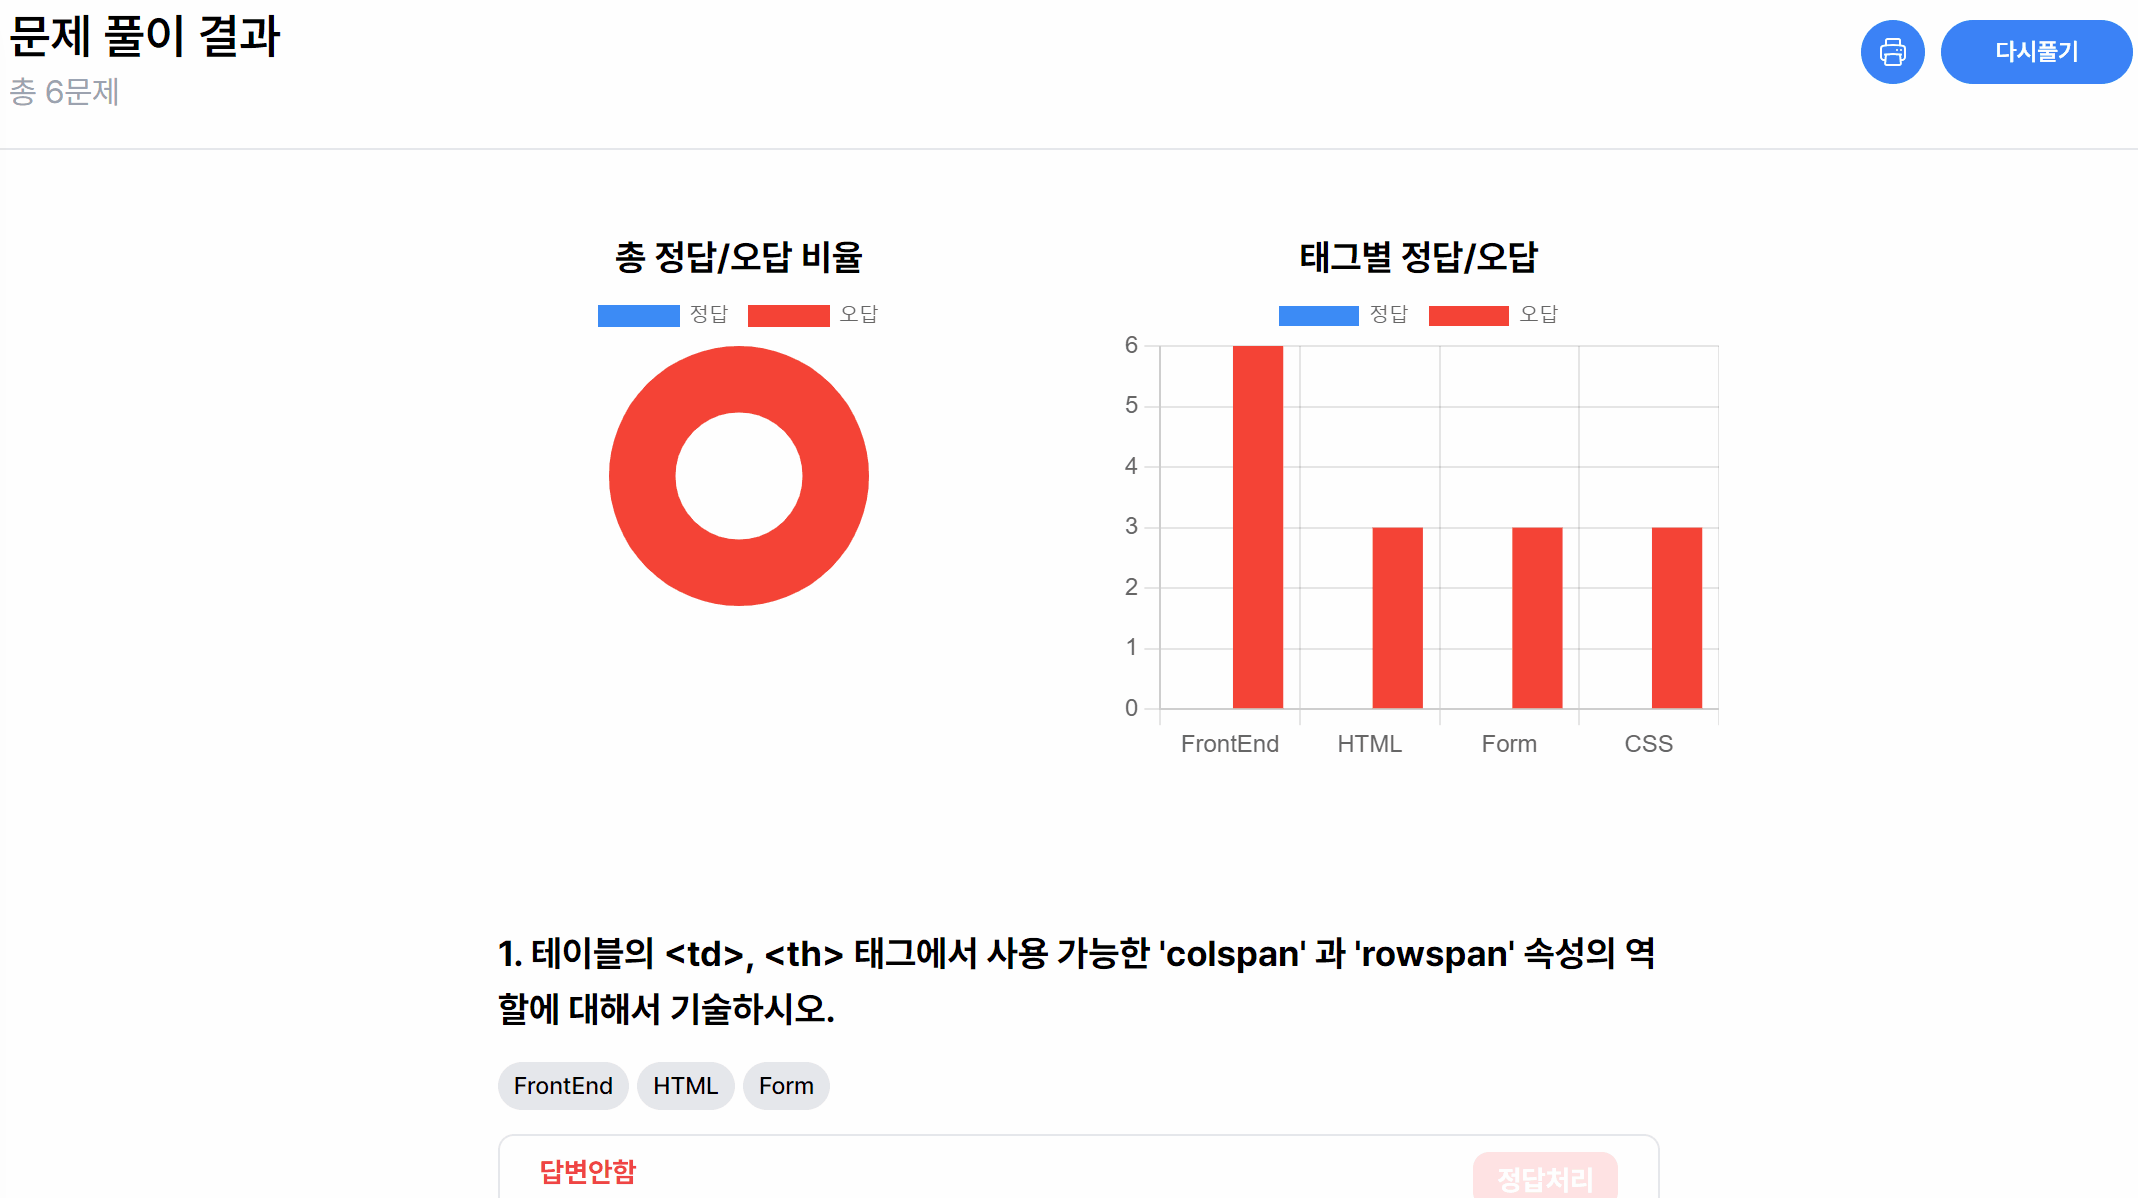 문제 풀이 결과
총 6문제
다시풀기
총 정답/오답 비율
정답 오답
태그별 정답/오답
정답 오답
6
5
4
3
2
1
0
FrontEnd HTML Form CSS
1. 테이블의 <td>, <th> 태그에서 사용 가능한 'colspan' 과 'rowspan' 속성의 역
할에 대해서 기술하시오.
FrontEnd HTML Form
답변안함
정답처리